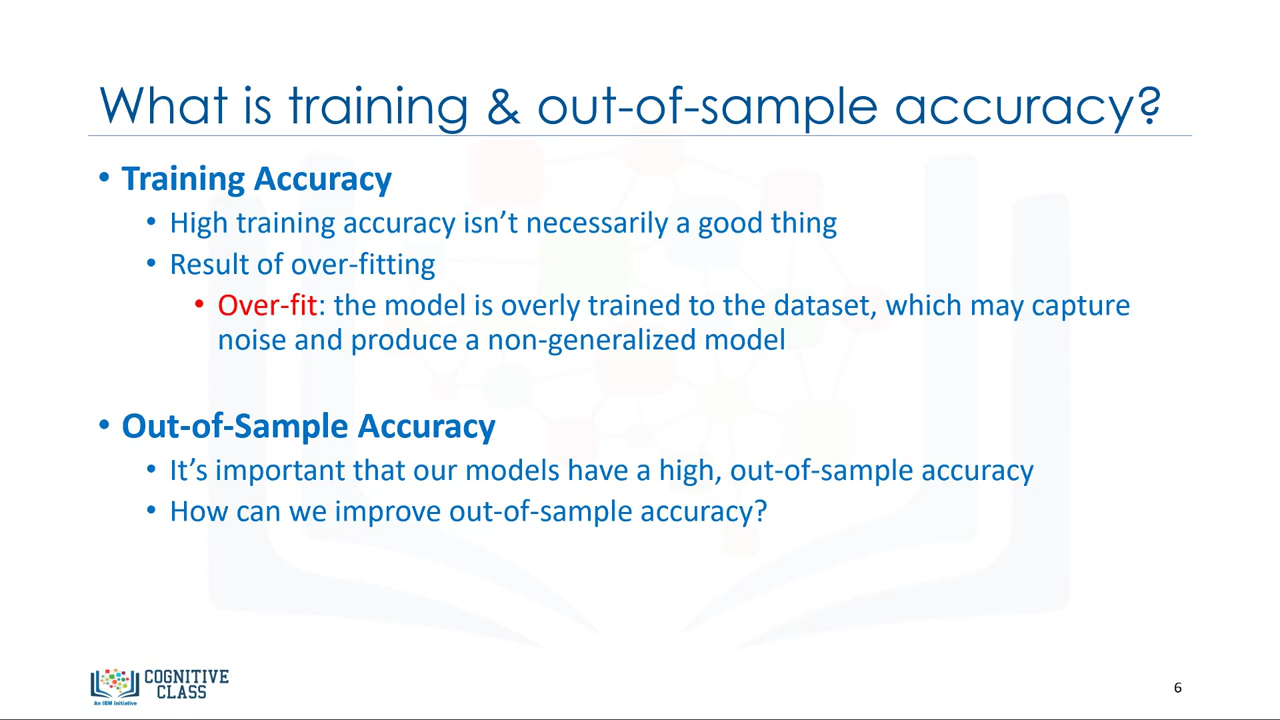 What is training & out-of-sample accuracy?
• Training Accuracy
• High training accuracy isn’t necessarily a good thing
• Result of over-fitting
• Over-fit: the model is overly trained to the dataset, which may capture
noise and produce a non-generalized model
• Out-of-Sample Accuracy
• It’s important that our models have a high, out-of-sample accuracy
• How can we improve out-of-sample accuracy?
COGNITIVE
CLASS
An IBM Initiative
6